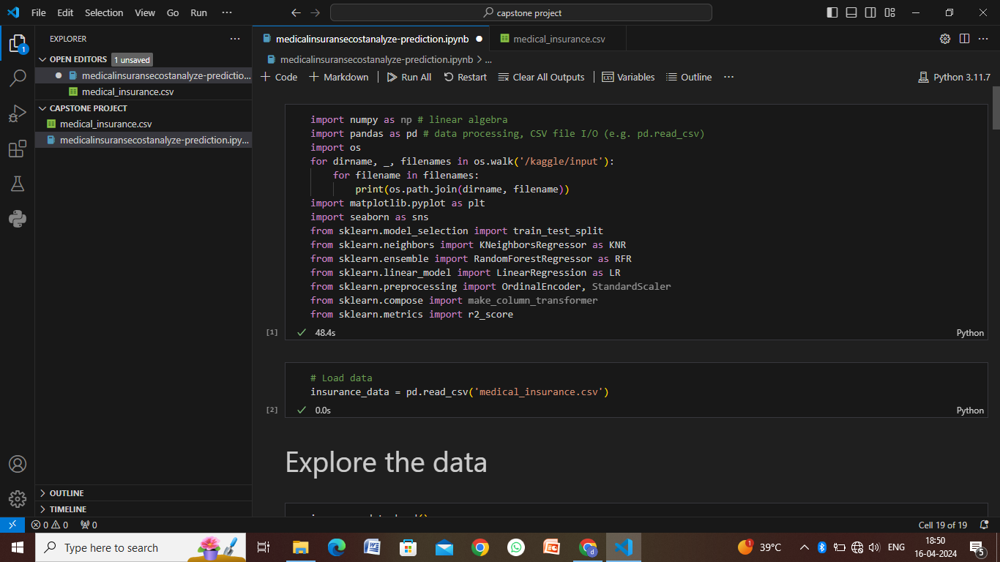 File Edit Selection View Go Run ···
capstone project
EXPLORER
OPEN EDITORS 1 unsaved
medicalinsuransecostanalyze-predictio...
medical_insurance.csv
CAPSTONE PROJECT
medical_insurance.csv
medicalinsuransecostanalyze-prediction.ipy...
OUTLINE
TIMELINE
medicalinsuransecostanalyze-prediction.ipynb
medical_insurance.csv
medicalinsuransecostanalyze-prediction.ipynb > ...
+ Code + Markdown Run All Restart Clear All Outputs Variables Outline ··· Python 3.11.7
import numpy as np # linear algebra
import pandas as pd # data processing, CSV file I/O (e.g. pd.read_csv)
import os
for dirname, _, filenames in os.walk('/kaggle/input'):
    for filename in filenames:
        print(os.path.join(dirname, filename))
import matplotlib.pyplot as plt
import seaborn as sns
from sklearn.model_selection import train_test_split
from sklearn.neighbors import KNeighborsRegressor as KNR
from sklearn.ensemble import RandomForestRegressor as RFR
from sklearn.linear_model import LinearRegression as LR
from sklearn.preprocessing import OrdinalEncoder, StandardScaler
from sklearn.compose import make_column_transformer
from sklearn.metrics import r2_score
[1] 48.4s Python
# Load data
insurance_data = pd.read_csv('medical_insurance.csv')
[2] 0.0s Python
Explore the data
0 0 0 Cell 19 of 19
Type here to search
39°C ENG 18:50
16-04-2024 5